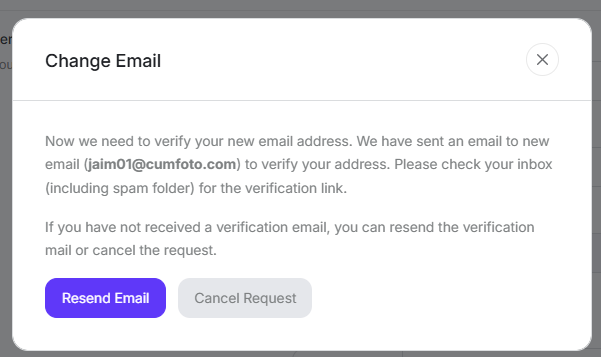 Change Email
Now we need to verify your new email address. We have sent an email to new
email (jaim01@cumfoto.com) to verify your address. Please check your inbox
(including spam folder) for the verification link.
If you have not received a verification email, you can resend the verification
mail or cancel the request.
Resend Email
Cancel Request